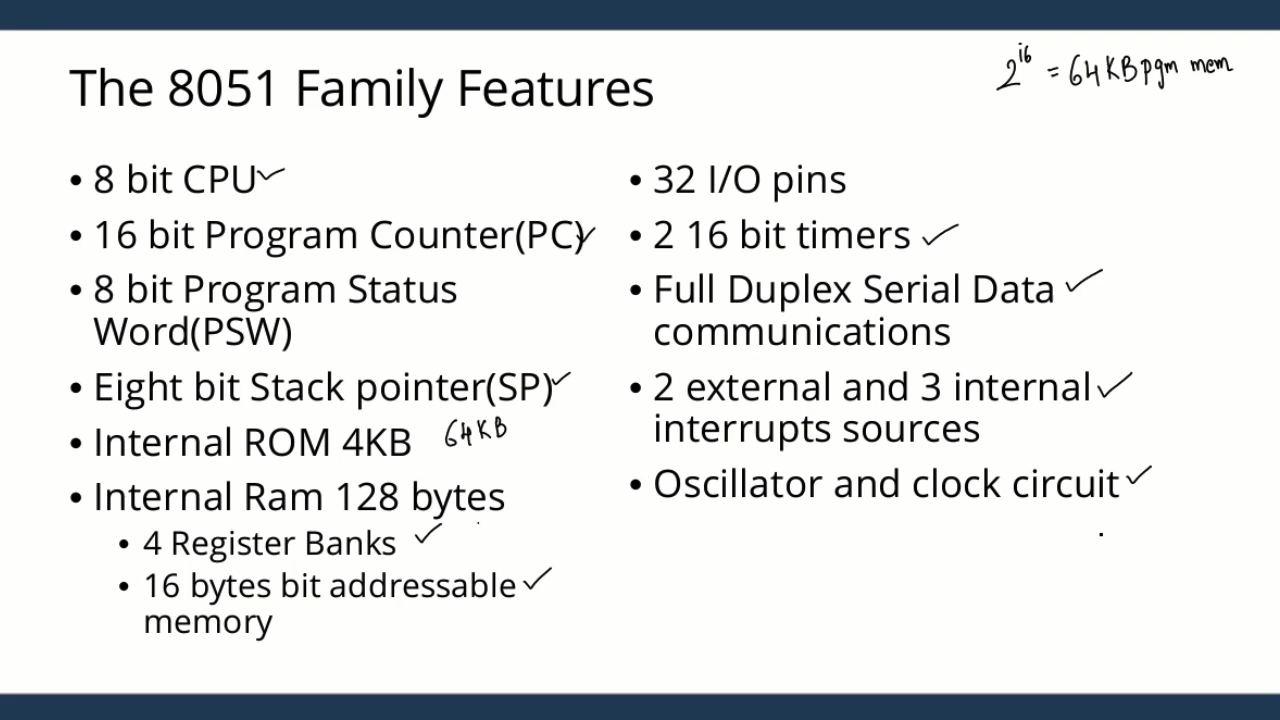 The 8051 Family Features
2^16 = 64KB pgm mem
• 8 bit CPU ✓
• 16 bit Program Counter(PC) ✓
• 8 bit Program Status
Word(PSW)
• Eight bit Stack pointer(SP) ✓
• Internal ROM 4KB 64KB
• Internal Ram 128 bytes
• 4 Register Banks ✓
• 16 bytes bit addressable ✓
memory
• 32 I/O pins
• 2 16 bit timers ✓
• Full Duplex Serial Data ✓
communications
• 2 external and 3 internal ✓
interrupts sources
• Oscillator and clock circuit ✓